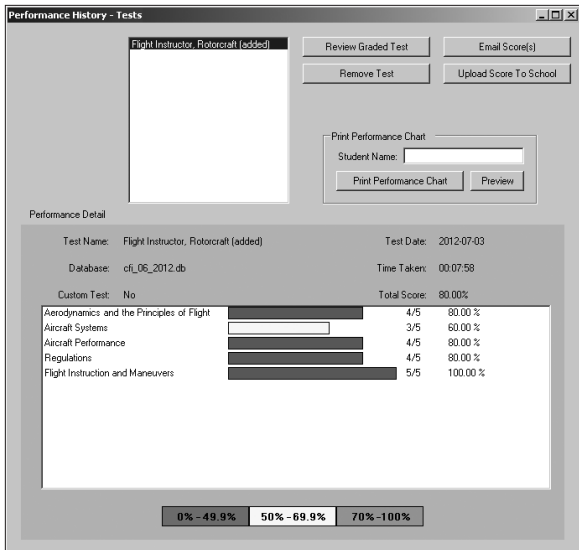 Performance History - Tests
Flight Instructor, Rotorcraft (added)
Review Graded Test
Email Score(s)
Remove Test
Upload Score To School
Print Performance Chart
Student Name:
Print Performance Chart
Preview
Performance Detail
Test Name: Flight Instructor, Rotorcraft (added) Test Date: 2012-07-03
Database: cfi_06_2012.db Time Taken: 00:07:58
Custom Test: No Total Score: 80.00%
Aerodynamics and the Principles of Flight 4/5 80.00 %
Aircraft Systems 3/5 60.00 %
Aircraft Performance 4/5 80.00 %
Regulations 4/5 80.00 %
Flight Instruction and Maneuvers 5/5 100.00 %
0%-49.9% 50%-69.9% 70%-100%